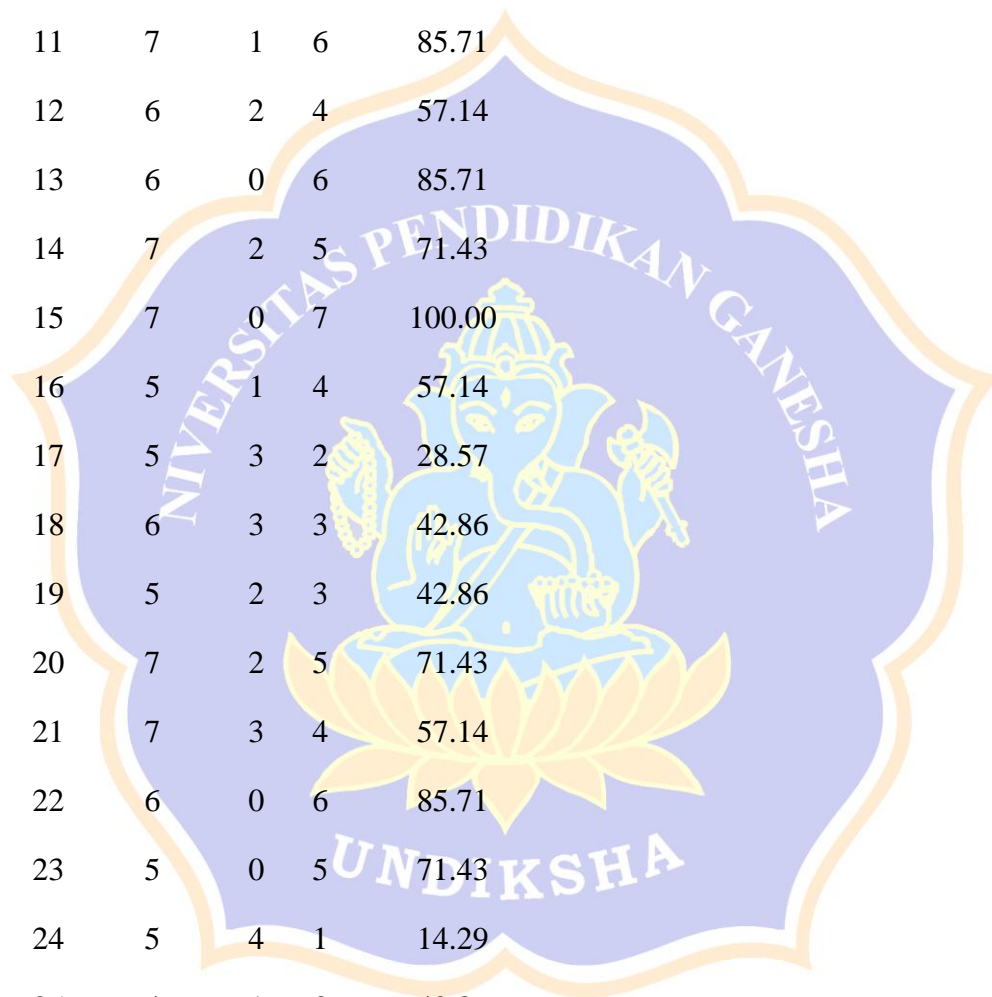 11 7 1 6 85.71
12 6 2 4 57.14
13 6 0 6 85.71
14 7 2 5 71.43
15 7 0 7 100.00
16 5 1 4 57.14
17 5 3 2 28.57
18 6 3 3 42.86
19 5 2 3 42.86
20 7 2 5 71.43
21 7 3 4 57.14
22 6 0 6 85.71
23 5 0 5 71.43
24 5 4 1 14.29
NIVERSITAS PENDIDIKAN GANESHA
UNDIKSHA